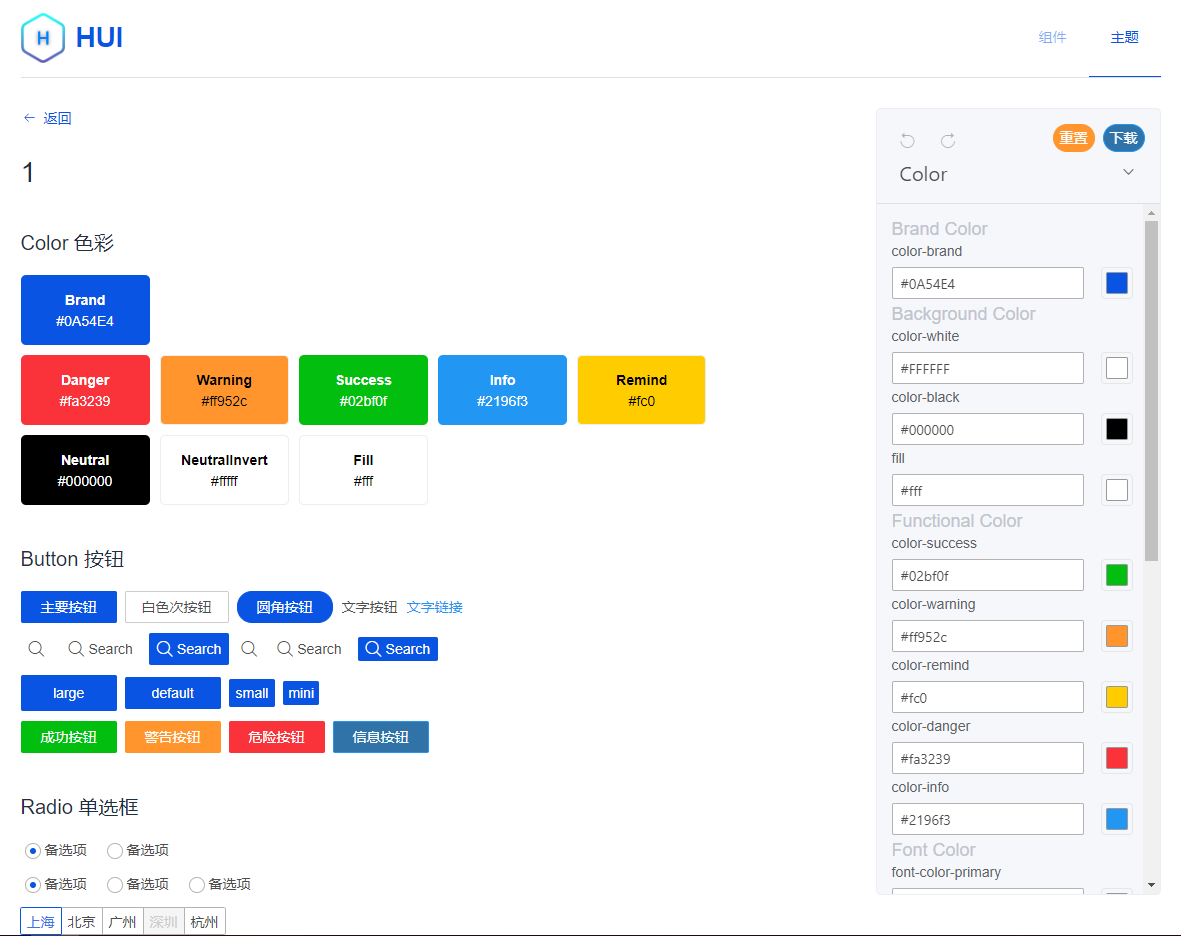 H HUI
组件 主题
返回
1
Color 色彩
Brand
#0A54E4
Danger
#fa3239
Warning
#ff952c
Success
#02bf0f
Info
#2196f3
Remind
#fc0
Neutral
#000000
NeutralInvert
#fffff
Fill
#fff
Button 按钮
主要按钮 白色次按钮 圆角按钮 文字按钮 文字链接
Search Search Search Search
large default small mini
成功按钮 警告按钮 危险按钮 信息按钮
Radio 单选框
备选项 备选项
备选项 备选项 备选项
上海 北京 广州 深圳 杭州
重置 下载
Color
Brand Color
color-brand
#0A54E4
Background Color
color-white
#FFFFFF
color-black
#000000
fill
#fff
Functional Color
color-success
#02bf0f
color-warning
#ff952c
color-remind
#fc0
color-danger
#fa3239
color-info
#2196f3
Font Color
font-color-primary